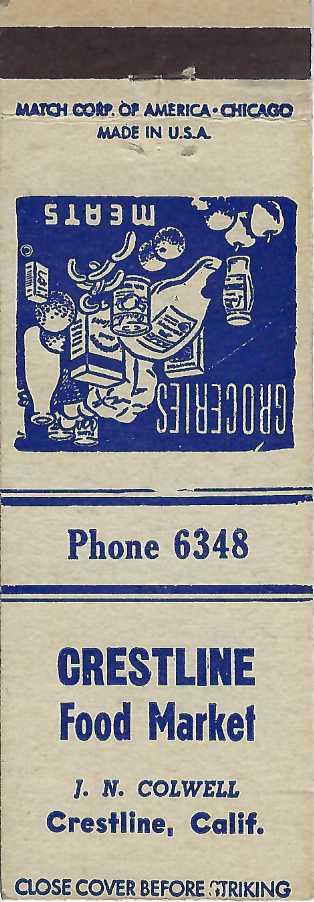 MATCH CORP. OF AMERICA • CHICAGO
MADE IN U.S.A.
MEATS
GROCERIES
Phone 6348
CRESTLINE
Food Market
J. N. COLWELL
Crestline, Calif.
CLOSE COVER BEFORE STRIKING